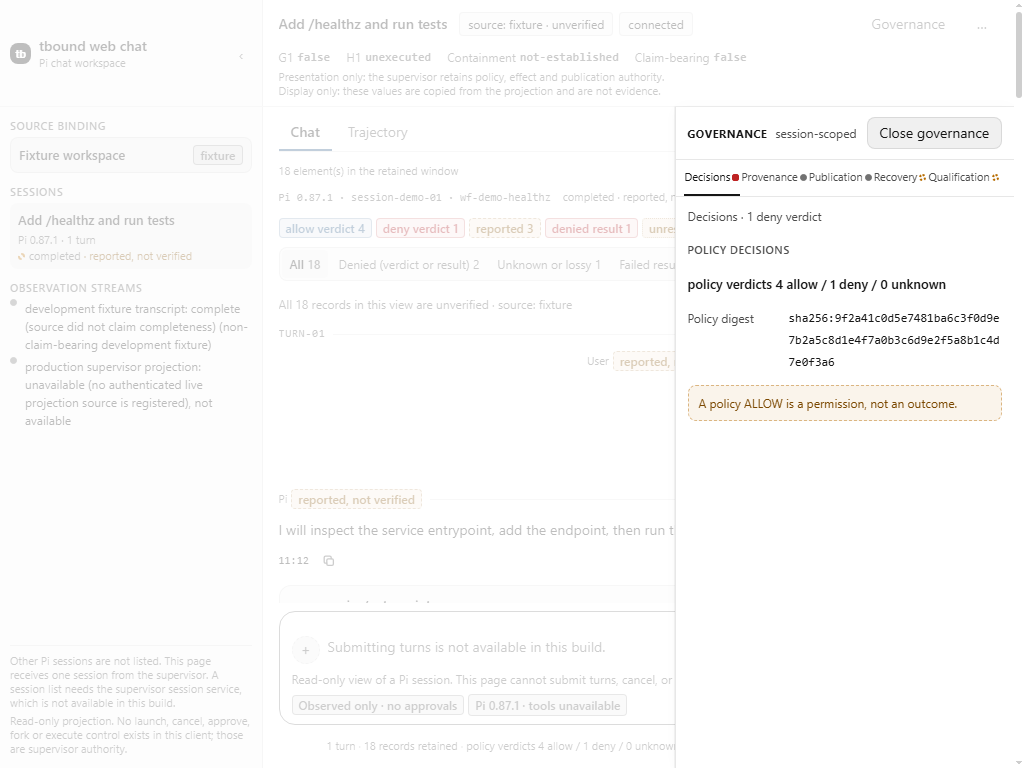 tb
tbound web chat
Pi chat workspace
‹
SOURCE BINDING
Fixture workspace
fixture
SESSIONS
Add /healthz and run tests
Pi 0.87.1 · 1 turn
completed · reported, not verified
OBSERVATION STREAMS
development fixture transcript: complete
(source did not claim completeness) (non-
claim-bearing development fixture)
production supervisor projection:
unavailable (no authenticated live
projection source is registered), not
available
Other Pi sessions are not listed. This page
receives one session from the supervisor. A
session list needs the supervisor session service,
which is not available in this build.
Read-only projection. No launch, cancel, approve,
fork or execute control exists in this client; those
are supervisor authority.
Add /healthz and run tests
source: fixture · unverified
connected
Governance
...
G1 false H1 unexecuted Containment not-established Claim-bearing false
Presentation only: the supervisor retains policy, effect and publication authority.
Display only: these values are copied from the projection and are not evidence.
Chat Trajectory
18 element(s) in the retained window
Pi 0.87.1 · session-demo-01 · wf-demo-healthz completed · reported,
allow verdict 4 deny verdict 1 reported 3 denied result 1
All 18 Denied (verdict or result) 2 Unknown or lossy 1 Failed
All 18 records in this view are unverified · source: fixture
TURN-01
User reported,
Pi reported, not verified
I will inspect the service entrypoint, add the endpoint, then run
11:12
+ Submitting turns is not available in this build.
Read-only view of a Pi session. This page cannot submit turns, cancel, or
Observed only · no approvals Pi 0.87.1 · tools unavailable
1 turn · 18 records retained · policy verdicts 4 allow / 1 deny / 0 unknown
GOVERNANCE session-scoped Close governance
Decisions Provenance Publication Recovery Qualification
Decisions · 1 deny verdict
POLICY DECISIONS
policy verdicts 4 allow / 1 deny / 0 unknown
Policy digest sha256:9f2a41c0d5e7481ba6c3f0d9e
7b2a5c8d1e4f7a0b3c6d9e2f5a8b1c4d
7e0f3a6
A policy ALLOW is a permission, not an outcome.